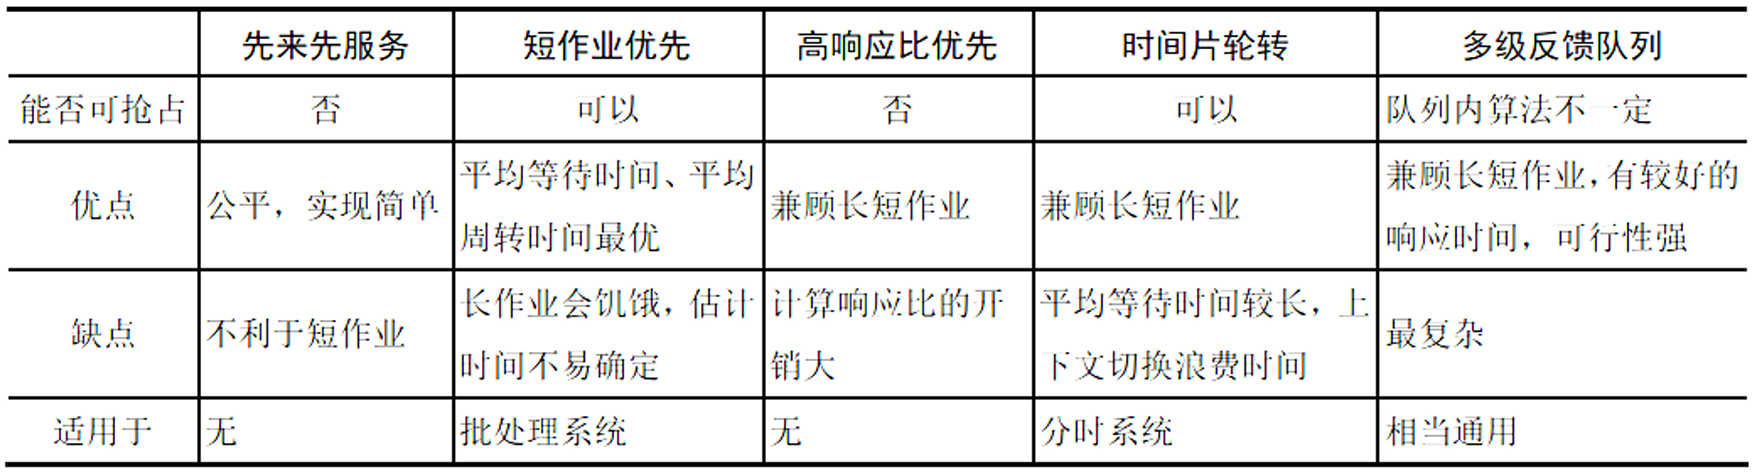 先来先服务 短作业优先 高响应比优先 时间片轮转 多级反馈队列
能否可抢占 否 可以 否 可以 队列内算法不一定
优点 公平，实现简单 平均等待时间、平均周转时间最优 兼顾长短作业 兼顾长短作业 兼顾长短作业，有较好的响应时间，可行性强
缺点 不利于短作业 长作业会饥饿，估计时间不易确定 计算响应比的开销大 平均等待时间较长，上下文切换浪费时间 最复杂
适用于 无 批处理系统 无 分时系统 相当通用